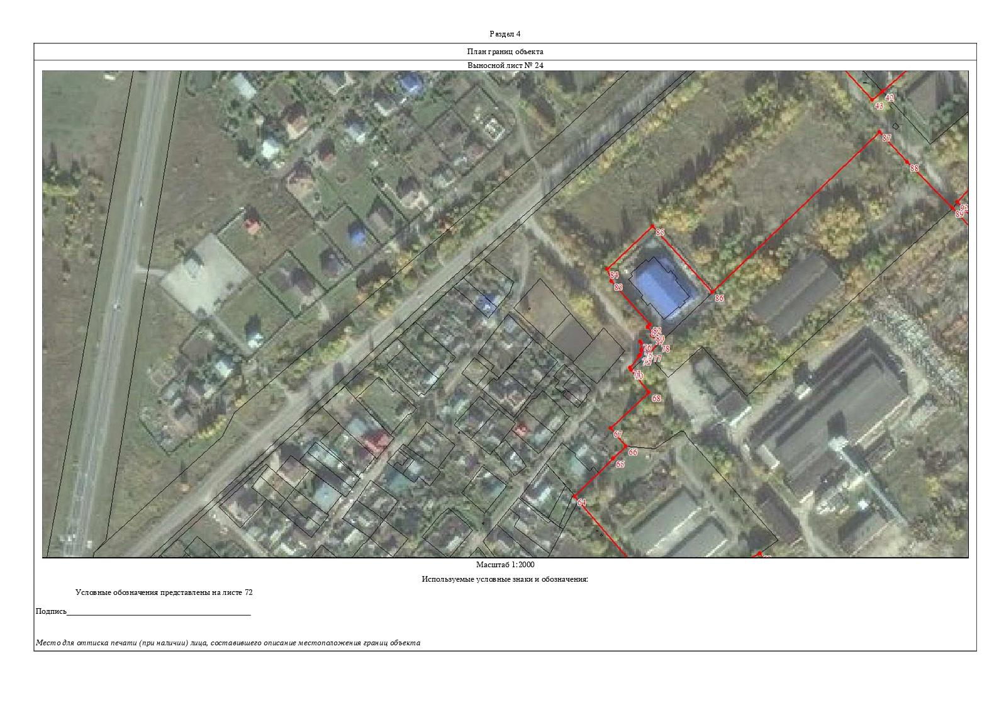 Раздел 4
План границ объекта
Выносной лист № 24
42
43
87
88
92
89
85
84
83
86
82
80
78
76
77
71
68
67
66
65
64
Масштаб 1:2000
Используемые условные знаки и обозначения:
Условные обозначения представлены на листе 72
Подпись
Место для оттиска печати (при наличии) лица, составившего описание местоположения границ объекта